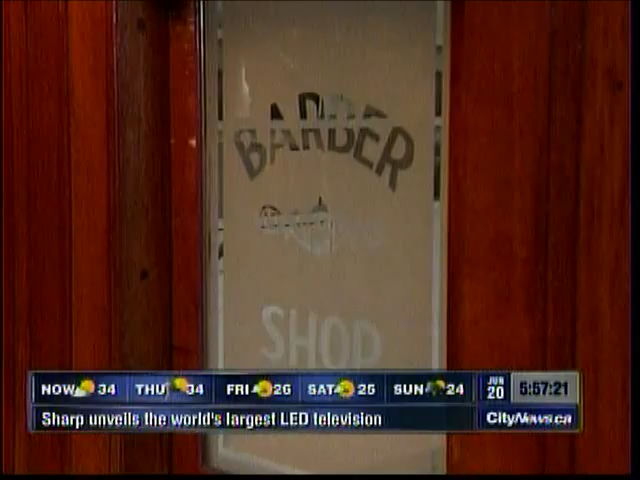 BARBER
SHOP
NOW 34 THU 34 FRI 26 SAT 25 SUN 24 JUN 20 5:57:21
Sharp unveils the world's largest LED television CityNews.ca